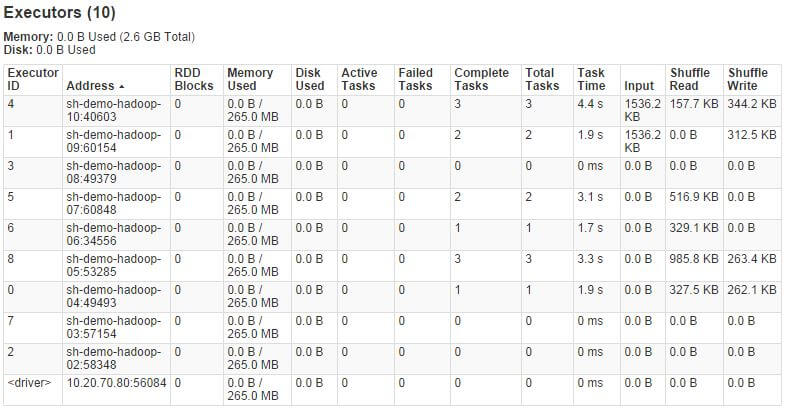 Executors (10)
Memory: 0.0 B Used (2.6 GB Total)
Disk: 0.0 B Used
Executor ID Address RDD Blocks Memory Used Disk Used Active Tasks Failed Tasks Complete Tasks Total Tasks Task Time Input Shuffle Read Shuffle Write
4 sh-demo-hadoop-10:40603 0 0.0 B / 265.0 MB 0.0 B 0 0 3 3 4.4 s 1536.2 KB 157.7 KB 344.2 KB
1 sh-demo-hadoop-09:60154 0 0.0 B / 265.0 MB 0.0 B 0 0 2 2 1.9 s 1536.2 KB 0.0 B 312.5 KB
3 sh-demo-hadoop-08:49379 0 0.0 B / 265.0 MB 0.0 B 0 0 0 0 0 ms 0.0 B 0.0 B 0.0 B
5 sh-demo-hadoop-07:60848 0 0.0 B / 265.0 MB 0.0 B 0 0 2 2 3.1 s 0.0 B 516.9 KB 0.0 B
6 sh-demo-hadoop-06:34556 0 0.0 B / 265.0 MB 0.0 B 0 0 1 1 1.7 s 0.0 B 329.1 KB 0.0 B
8 sh-demo-hadoop-05:53285 0 0.0 B / 265.0 MB 0.0 B 0 0 3 3 3.3 s 0.0 B 985.8 KB 263.4 KB
0 sh-demo-hadoop-04:49493 0 0.0 B / 265.0 MB 0.0 B 0 0 1 1 1.9 s 0.0 B 327.5 KB 262.1 KB
7 sh-demo-hadoop-03:57154 0 0.0 B / 265.0 MB 0.0 B 0 0 0 0 0 ms 0.0 B 0.0 B 0.0 B
2 sh-demo-hadoop-02:58348 0 0.0 B / 265.0 MB 0.0 B 0 0 0 0 0 ms 0.0 B 0.0 B 0.0 B
<driver> 10.20.70.80:56084 0 0.0 B / 265.0 MB 0.0 B 0 0 0 0 0 ms 0.0 B 0.0 B 0.0 B